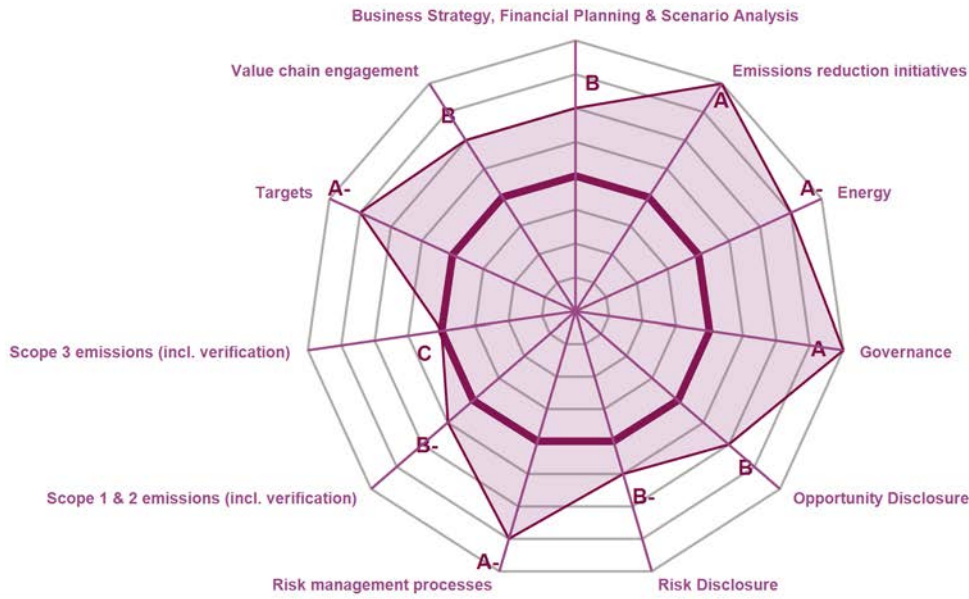 Business Strategy, Financial Planning & Scenario Analysis
Value chain engagement
Emissions reduction initiatives
B
A
B
Targets
A-
A-
Energy
Scope 3 emissions (incl. verification)
C
A
Governance
B-
B
Scope 1 & 2 emissions (incl. verification)
B-
Opportunity Disclosure
A-
Risk management processes
Risk Disclosure